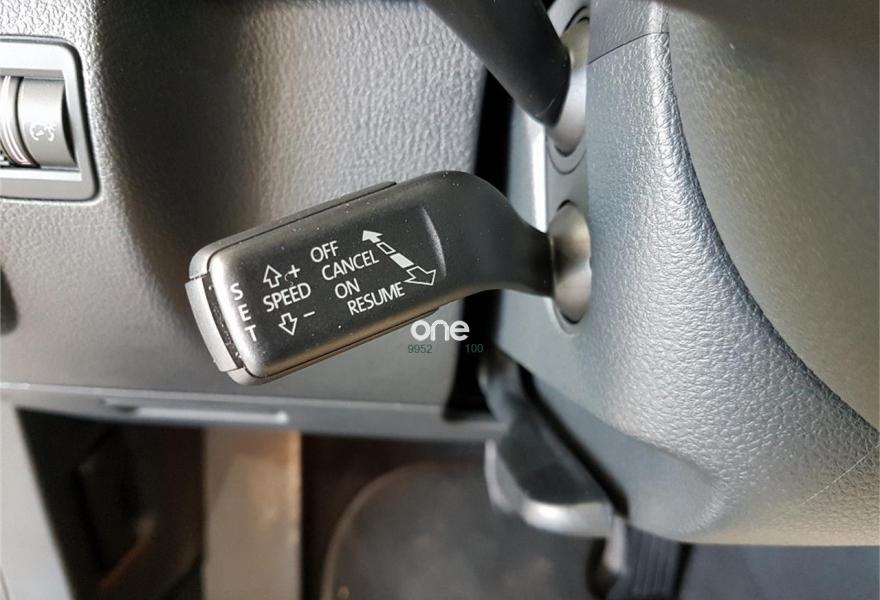 OFF
CANCEL
ON
RESUME
+
SPEED
−
SET
one
9952 100